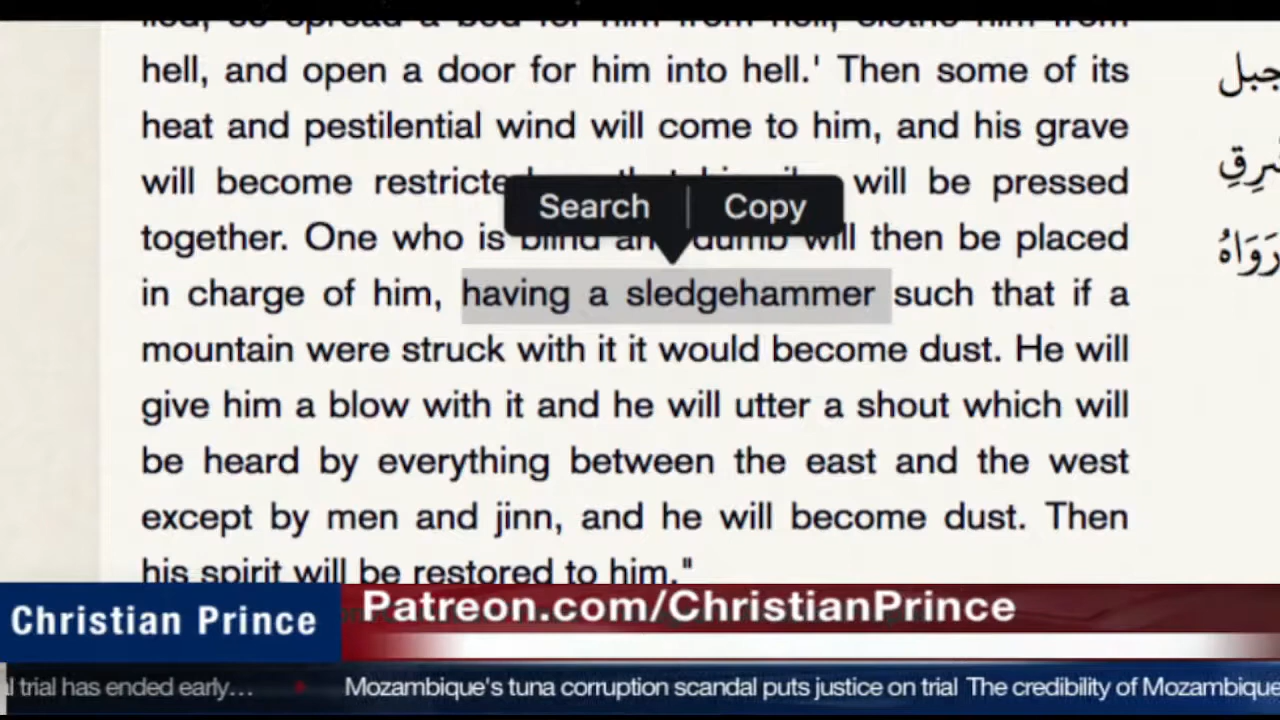 hell, and open a door for him into hell.' Then some of its
heat and pestilential wind will come to him, and his grave
will become will be pressed
Search Copy
together. One who is blind dumb will then be placed
in charge of him, having a sledgehammer such that if a
mountain were struck with it it would become dust. He will
give him a blow with it and he will utter a shout which will
be heard by everything between the east and the west
except by men and jinn, and he will become dust. Then
his spirit will be restored to him."
رَوَاهُ
Christian Prince
Patreon.com/ChristianPrince
trial has ended early…
Mozambique's tuna corruption scandal puts justice on trial The credibility of Mozambique